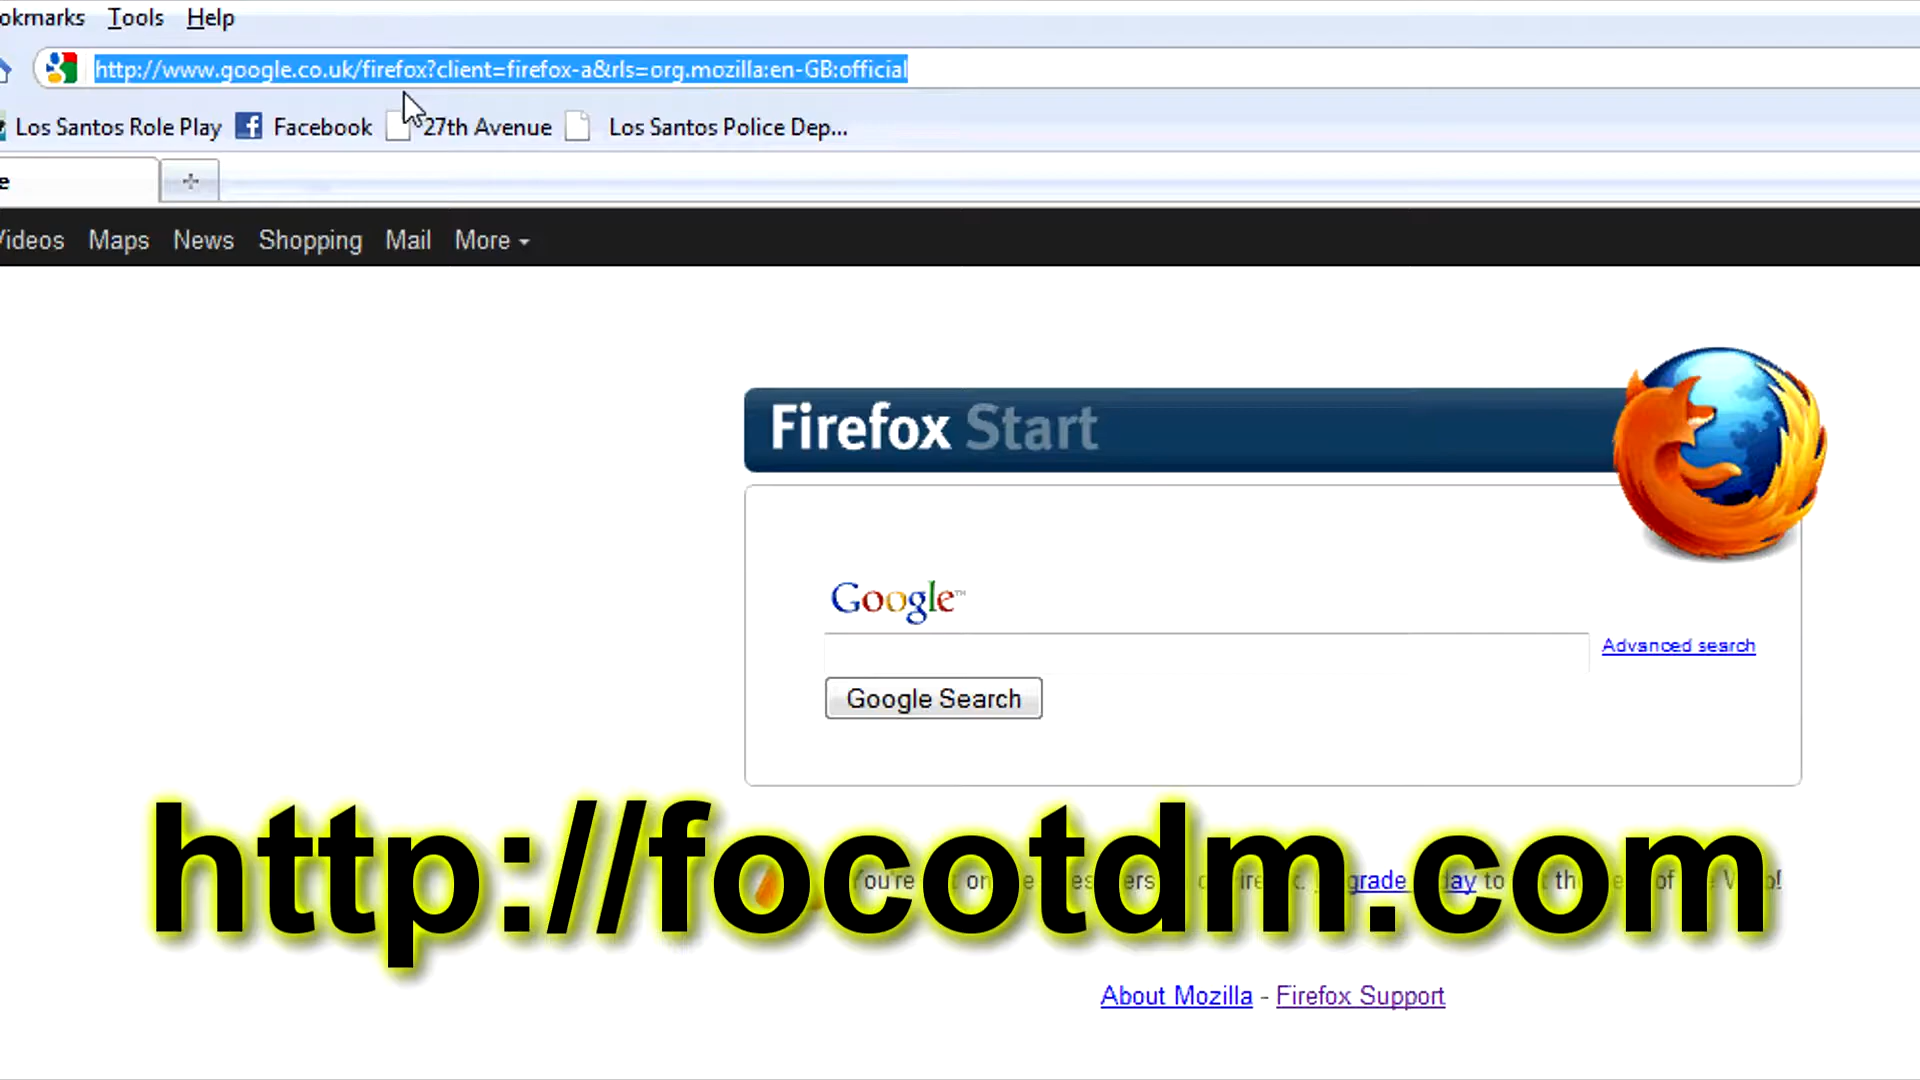 okmarks Tools Help
http://www.google.co.uk/firefox?client=firefox-a&rls=org.mozilla:en-GB:official
Los Santos Role Play Facebook 27th Avenue Los Santos Police Dep...
e
Videos Maps News Shopping Mail More
Firefox Start
Google™
Advanced search
Google Search
http://focotdm.com
About Mozilla - Firefox Support